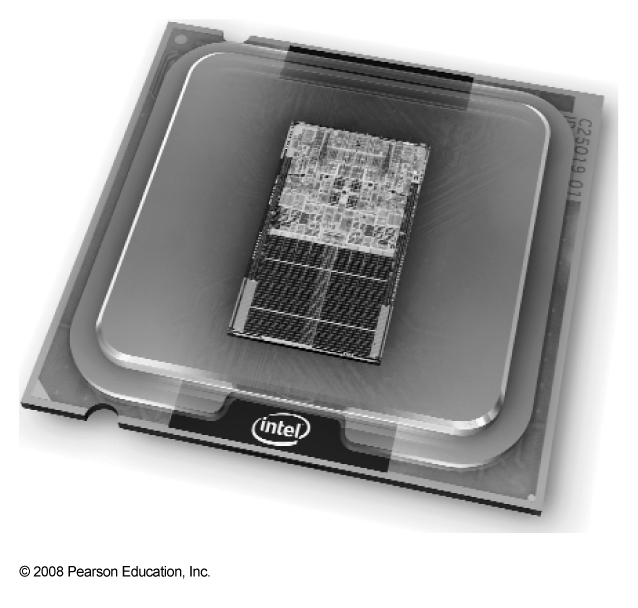 C25019 01
intel
© 2008 Pearson Education, Inc.